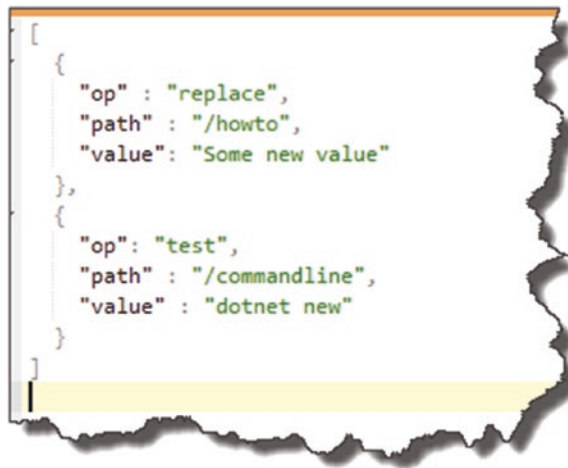 [
  {
    "op" : "replace",
    "path" : "/howto",
    "value": "Some new value"
  },
  {
    "op": "test",
    "path" : "/commandline",
    "value" : "dotnet new"
  }
]